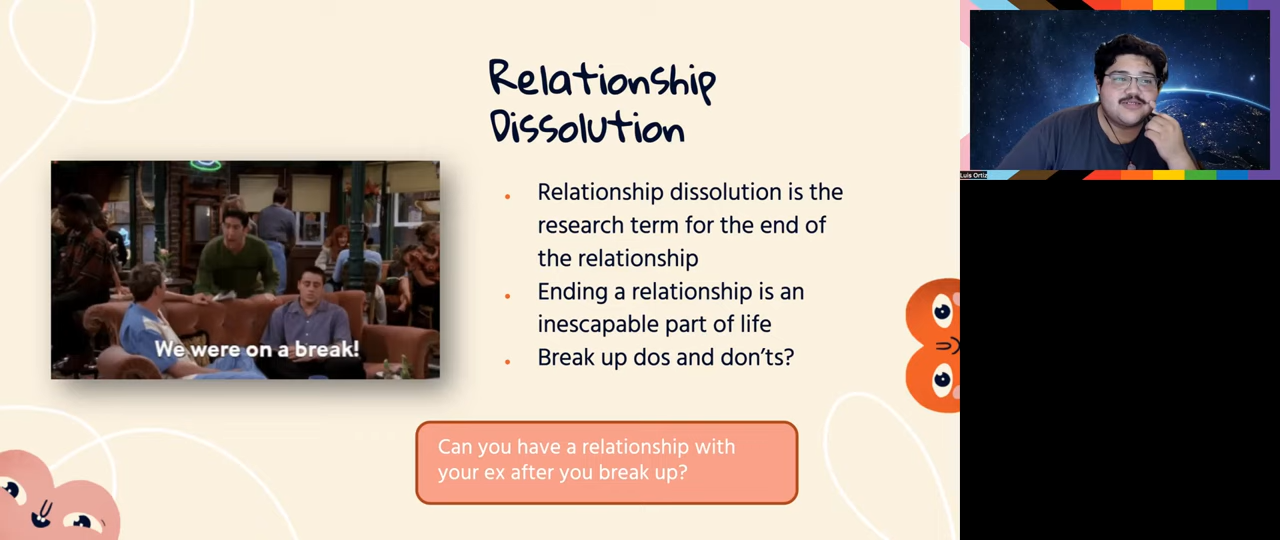 Relationship
Dissolution
Relationship dissolution is the
research term for the end of
the relationship
Ending a relationship is an
inescapable part of life
Break up dos and don’ts?
We were on a break!
Can you have a relationship with
your ex after you break up?
Luis Ortiz